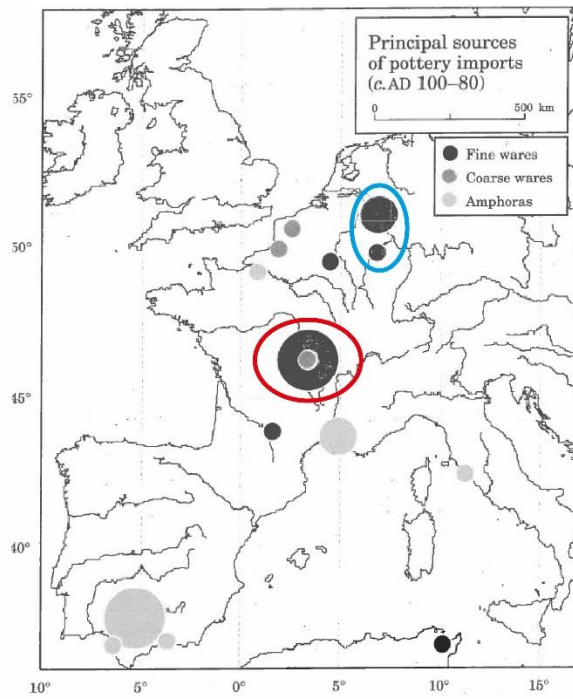 Principal sources
of pottery imports
(c.AD 100–80)
0 500 km
Fine wares
Coarse wares
Amphoras
55°
50°
45°
40°
10° 5° 0° 5° 10° 15°